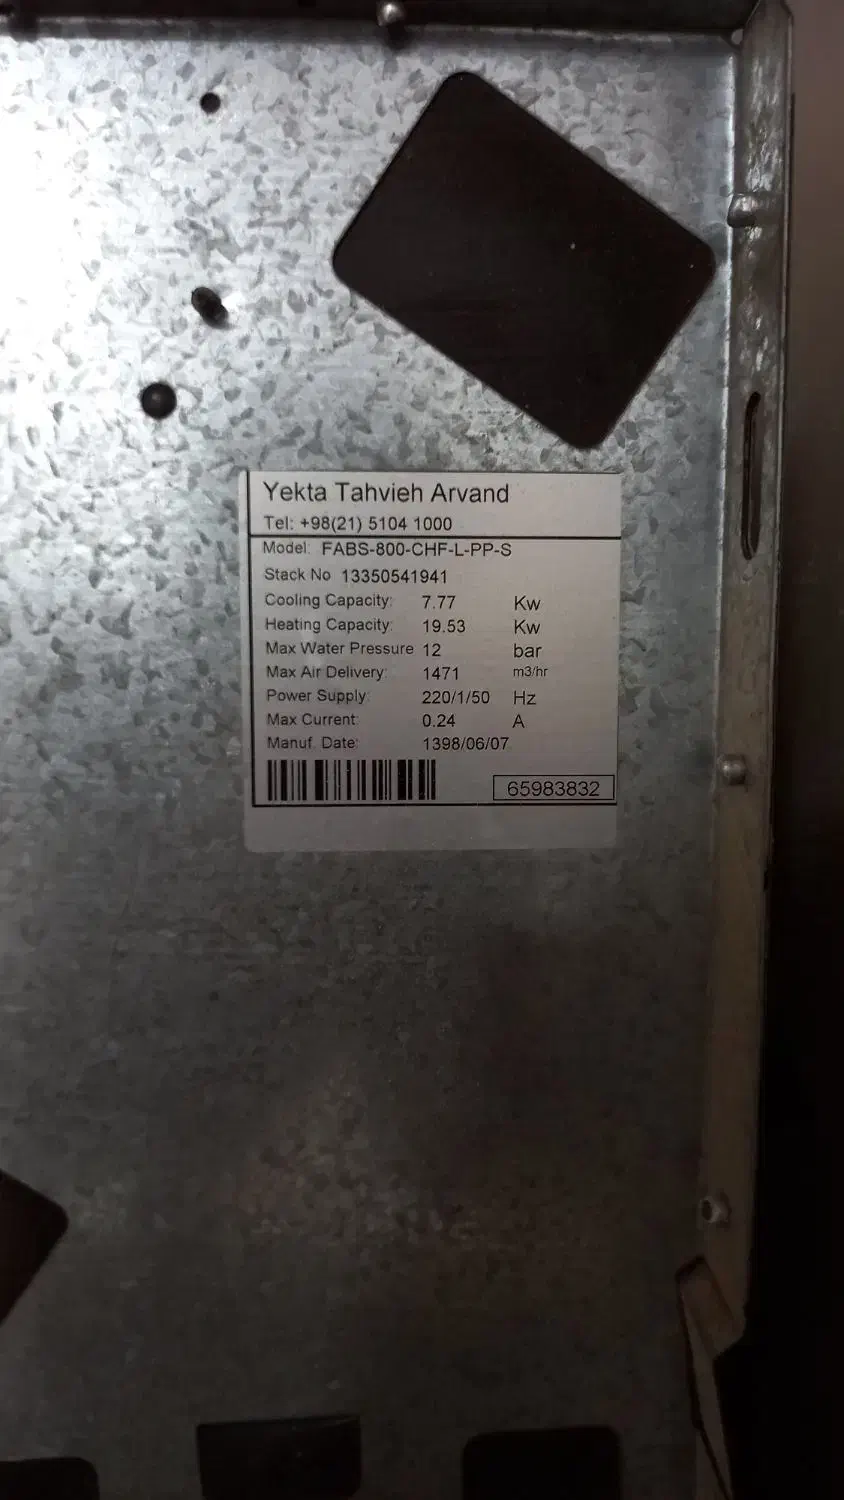 Yekta Tahvieh Arvand
Tel: +98(21) 5104 1000
Model: FABS-800-CHF-L-PP-S
Stack No 13350541941
Cooling Capacity: 7.77 Kw
Heating Capacity: 19.53 Kw
Max Water Pressure 12 bar
Max Air Delivery: 1471 m3/hr
Power Supply: 220/1/50 Hz
Max Current: 0.24 A
Manuf. Date: 1398/06/07
65983832